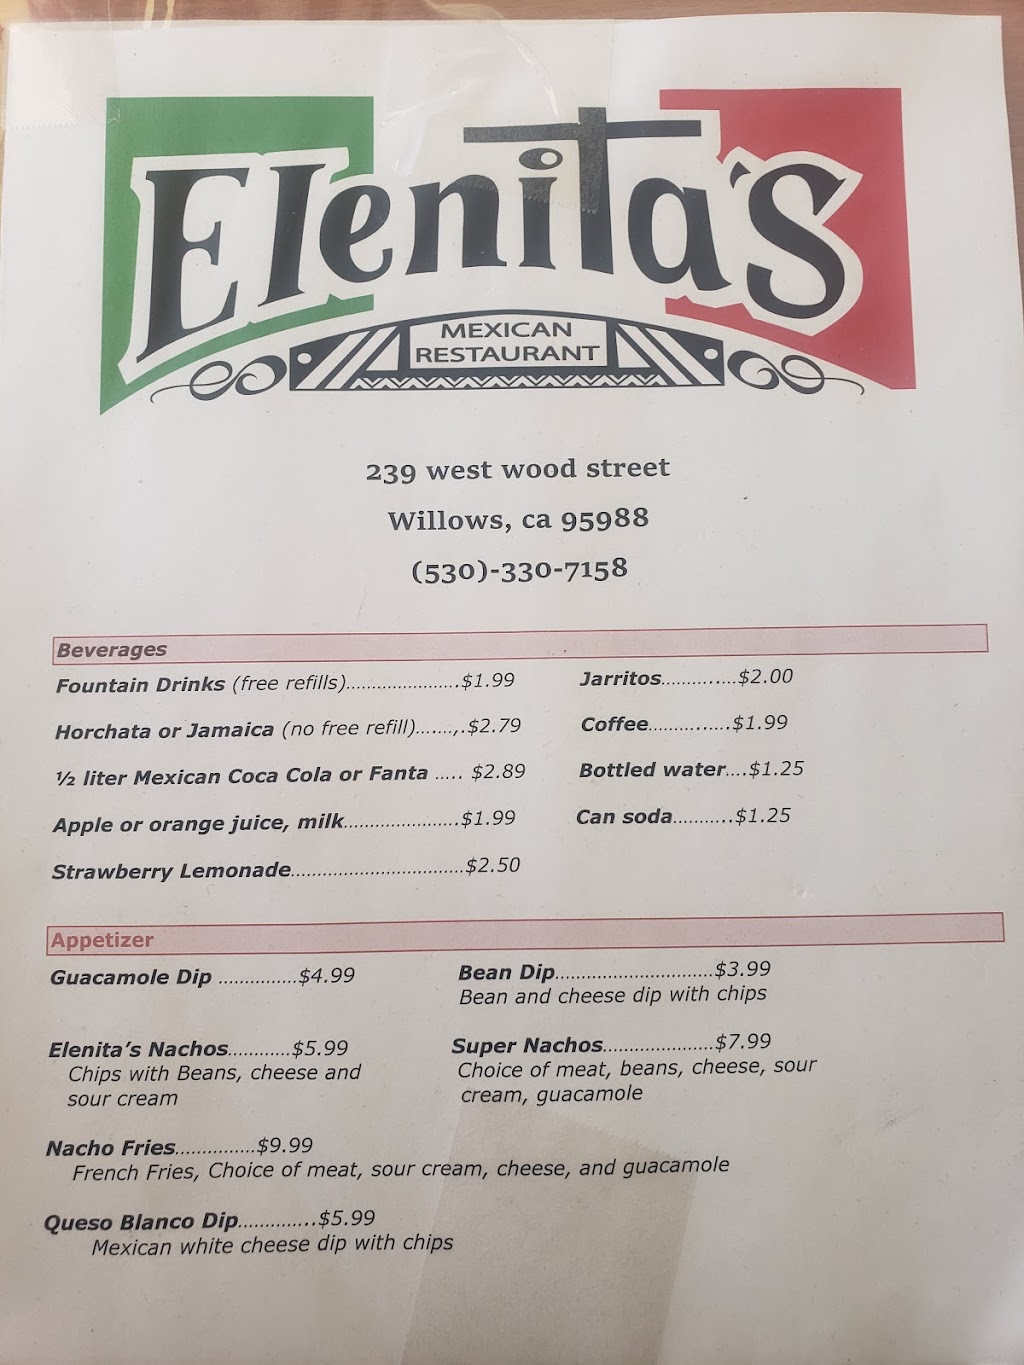 Elenita's
MEXICAN
RESTAURANT
239 west wood street
Willows, ca 95988
(530)-330-7158
Beverages
Fountain Drinks (free refills)......................$1.99
Horchata or Jamaica (no free refill).......,.$2.79
½ liter Mexican Coca Cola or Fanta ..... $2.89
Apple or orange juice, milk......................$1.99
Strawberry Lemonade.................................$2.50
Jarritos..............$2.00
Coffee...............$1.99
Bottled water....$1.25
Can soda...........$1.25
Appetizer
Guacamole Dip ...............$4.99
Bean Dip..............................$3.99
Bean and cheese dip with chips
Elenita's Nachos............$5.99
Chips with Beans, cheese and
sour cream
Super Nachos.....................$7.99
Choice of meat, beans, cheese, sour
cream, guacamole
Nacho Fries...............$9.99
French Fries, Choice of meat, sour cream, cheese, and guacamole
Queso Blanco Dip..............$5.99
Mexican white cheese dip with chips